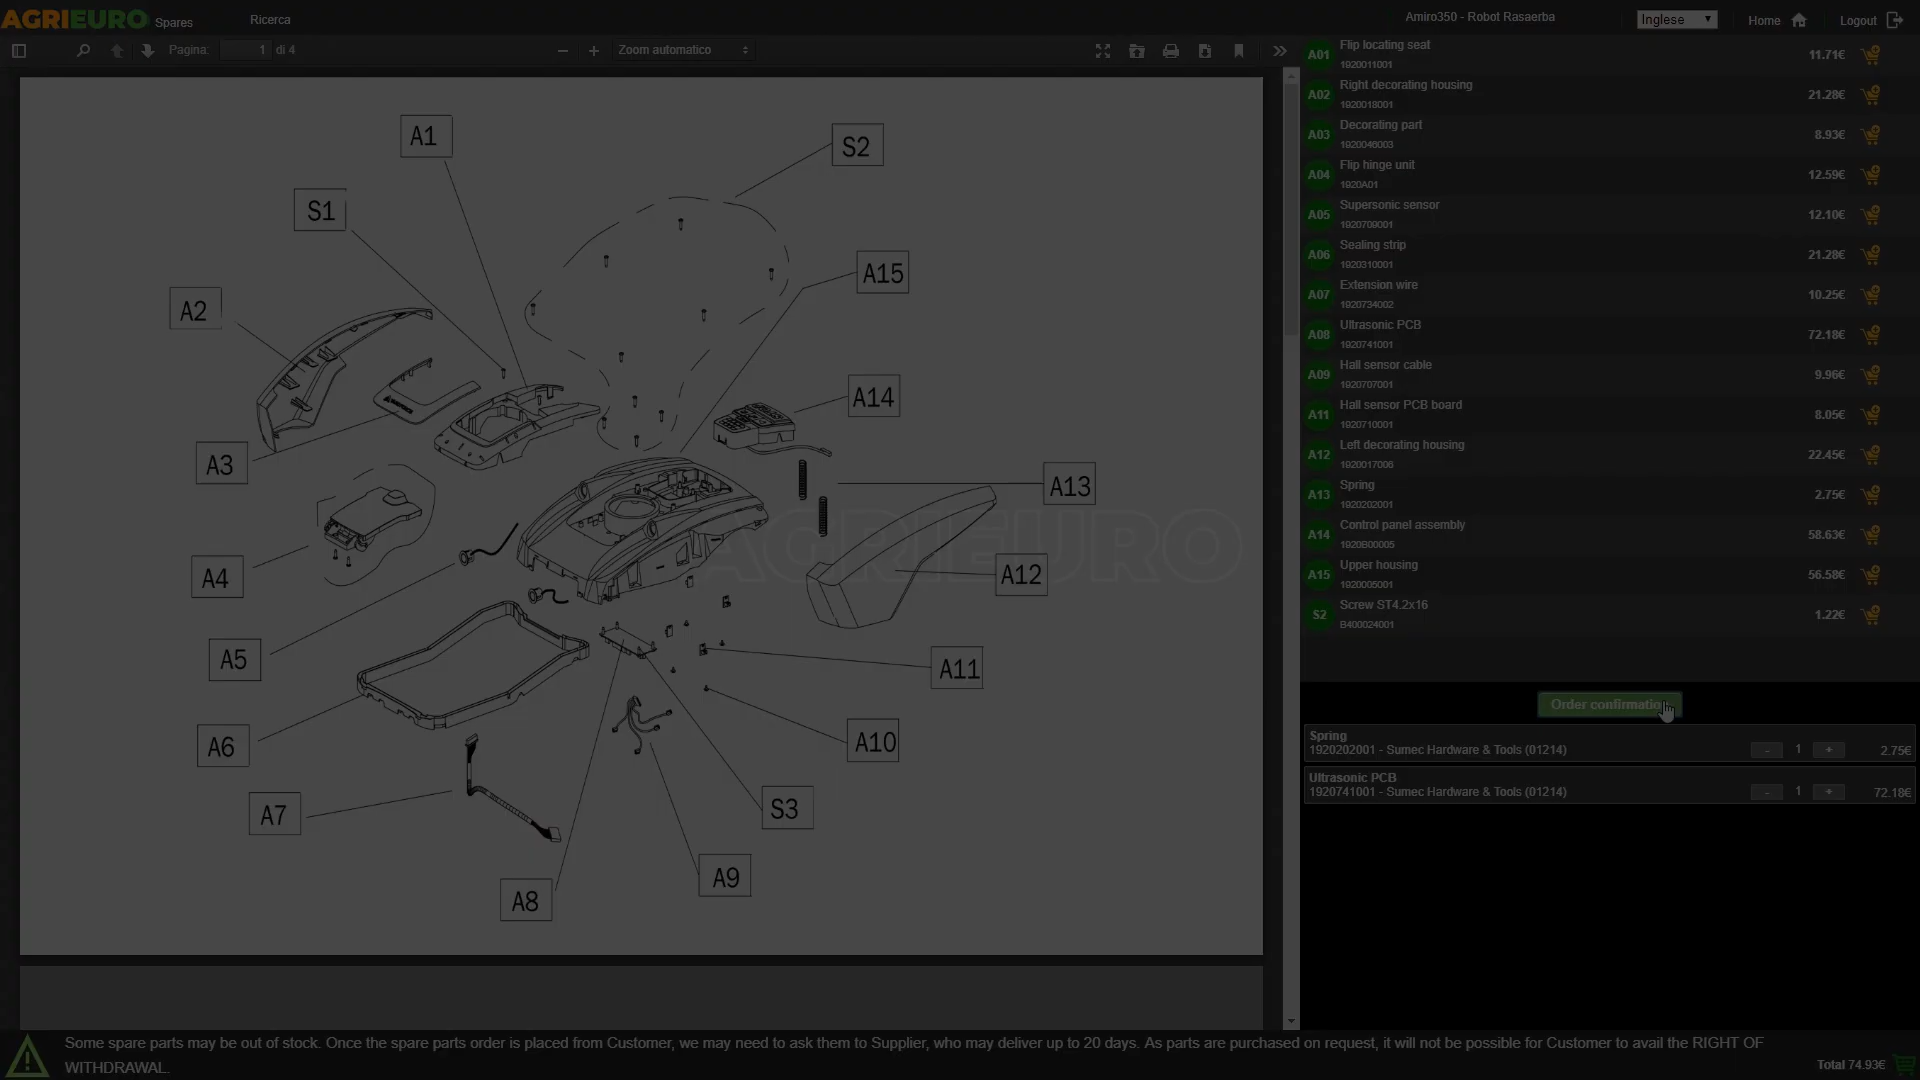 AGRIEURO Spares
Ricerca
Amiro350 - Robot Rasaerba
Inglese
Home
Logout
Pagina: 1 di 4
Zoom automatico
A1
S2
S1
A15
A2
A14
A3
A13
A4
A12
A5
A11
A6
A10
A7
S3
A9
A8
AGRIEURO
A01 Flip locating seat 11.71€
1920011001
A02 Right decorating housing 21.28€
1920018001
A03 Decorating part 8.93€
1920046003
A04 Flip hinge unit 12.59€
1920A01
A05 Supersonic sensor 12.10€
1920709001
A06 Sealing strip 21.28€
1920310001
A07 Extension wire 10.25€
1920734002
A08 Ultrasonic PCB 72.18€
1920741001
A09 Hall sensor cable 9.96€
1920707001
A11 Hall sensor PCB board 8.05€
1920710001
A12 Left decorating housing 22.45€
1920017006
A13 Spring 2.75€
1920202001
A14 Control panel assembly 58.63€
1920B00005
A15 Upper housing 56.58€
1920005001
S2 Screw ST4.2x16 1.22€
B400024001
Order confirmation
Spring
1920202001 - Sumec Hardware & Tools (01214) - 1 + 2.75€
Ultrasonic PCB
1920741001 - Sumec Hardware & Tools (01214) - 1 + 72.18€
Some spare parts may be out of stock. Once the spare parts order is placed from Customer, we may need to ask them to Supplier, who may deliver up to 20 days. As parts are purchased on request, it will not be possible for Customer to avail the RIGHT OF
WITHDRAWAL.
Total 74.93€